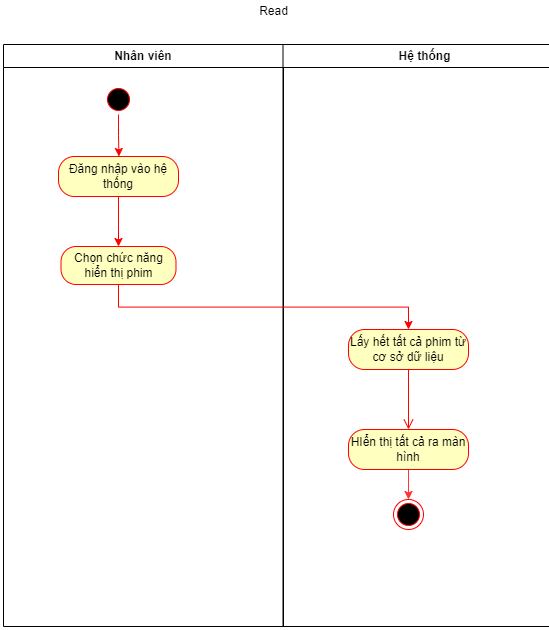 Read
Nhân viên
Hệ thống
Đăng nhập vào hệ
thống
Chọn chức năng
hiển thị phim
Lấy hết tất cả phim từ
cơ sở dữ liệu
HIển thị tất cả ra màn
hình